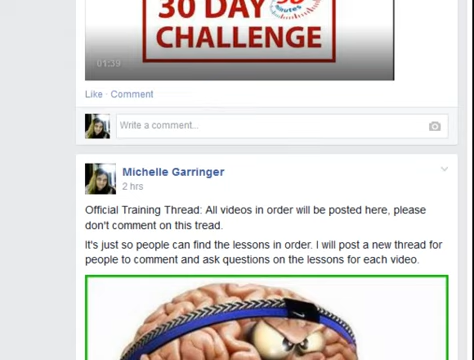 30 DAY
Minutes
CHALLENGE
01:39
Like · Comment
Write a comment...
Michelle Garringer
2 hrs
Official Training Thread: All videos in order will be posted here, please
don't comment on this tread.
It's just so people can find the lessons in order. I will post a new thread for
people to comment and ask questions on the lessons for each video.